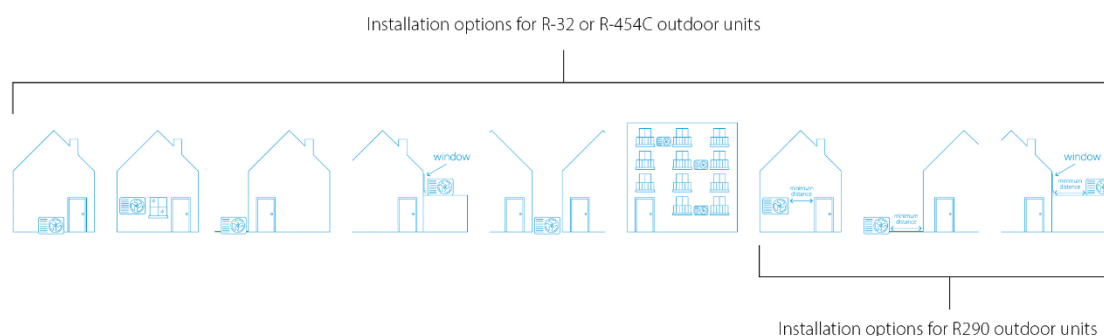 Installation options for R-32 or R-454C outdoor units
window
minimum
distance
minimum
distance
window
minimum
distance
Installation options for R290 outdoor units